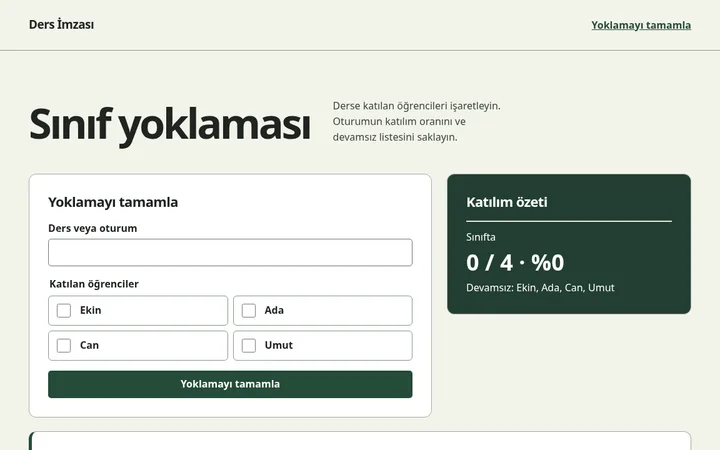 Ders İmzası
Yoklamayı tamamla
Sınıf yoklaması
Derse katılan öğrencileri işaretleyin.
Oturumun katılım oranını ve
devamsız listesini saklayın.
Yoklamayı tamamla
Ders veya oturum
Katılan öğrenciler
Ekin
Ada
Can
Umut
Yoklamayı tamamla
Katılım özeti
Sınıfta
0 / 4 · %0
Devamsız: Ekin, Ada, Can, Umut